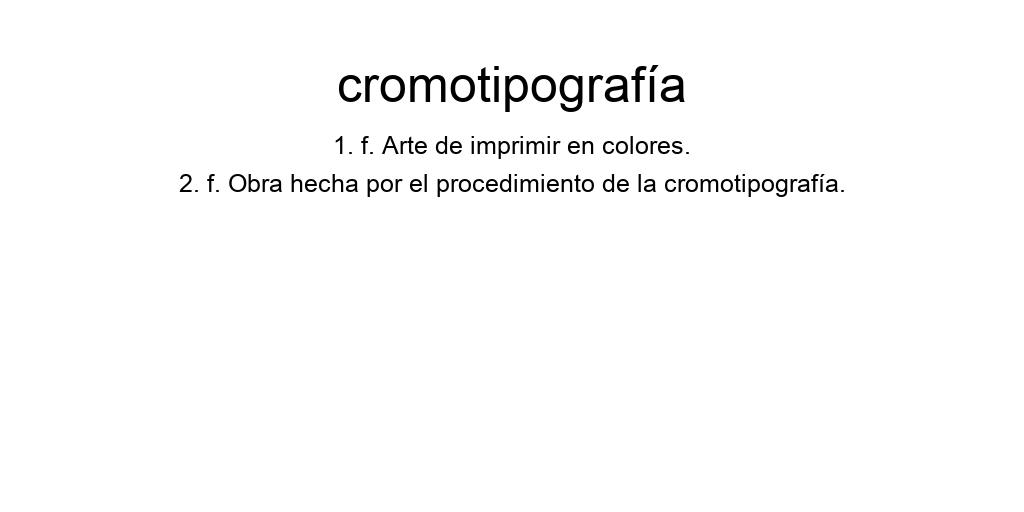 cromotipografía
1. f. Arte de imprimir en colores.
2. f. Obra hecha por el procedimiento de la cromotipografía.